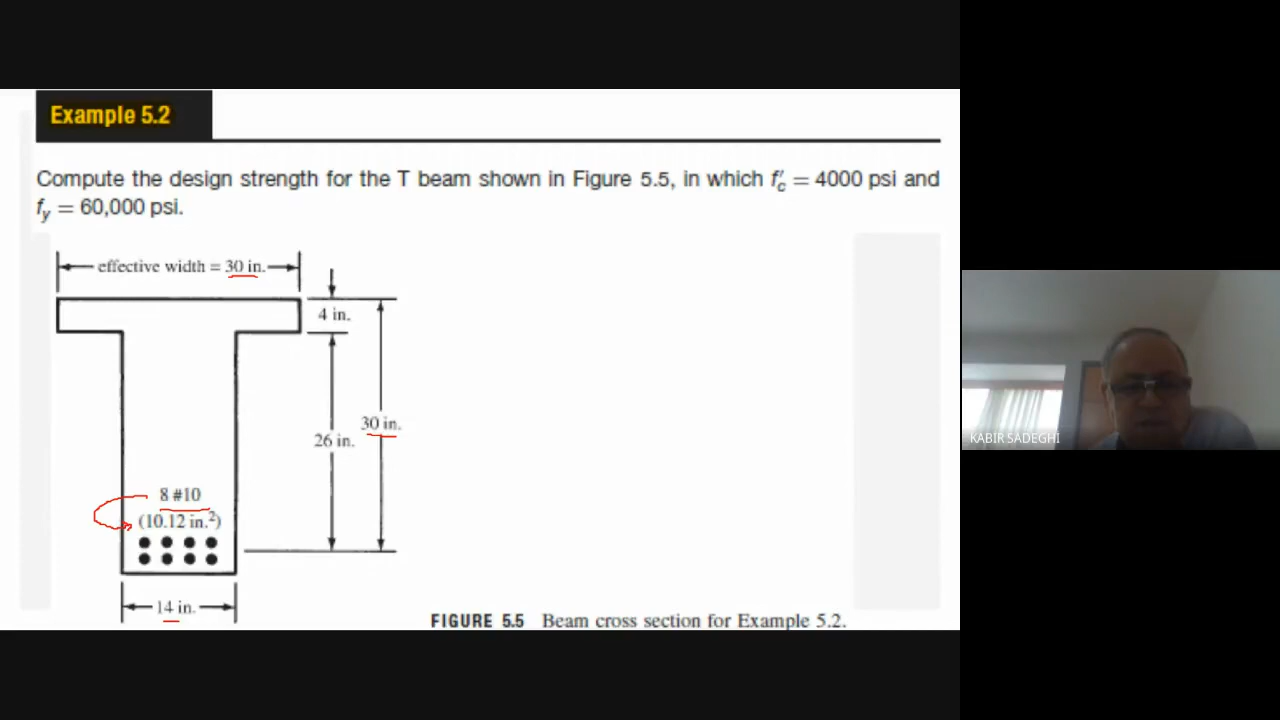 Example 5.2
Compute the design strength for the T beam shown in Figure 5.5, in which f′c = 4000 psi and
fy = 60,000 psi.
effective width = 30 in.
4 in.
30 in.
26 in.
8 #10
(10.12 in.²)
14 in.
FIGURE 5.5 Beam cross section for Example 5.2.
KABIR SADEGHİ